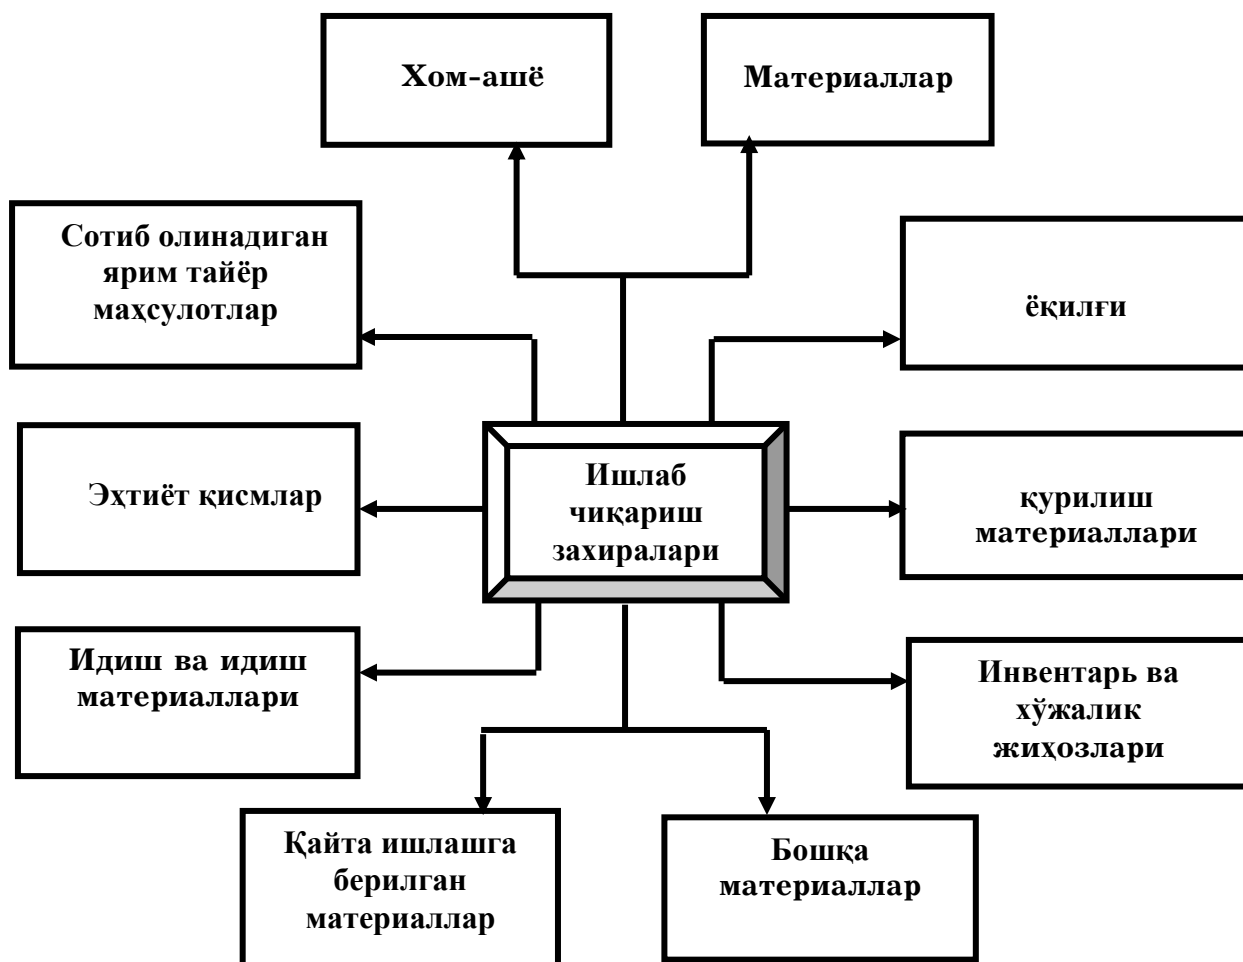 Хом-ашё
Материаллар
Сотиб олинадиган
ярим тайёр
маҳсулотлар
ёқилғи
Эҳтиёт қисмлар
Ишлаб
чиқариш
захиралари
қурилиш
материаллари
Идиш ва идиш
материаллари
Инвентарь ва
хўжалик
жиҳозлари
Қайта ишлашга
берилган
материаллар
Бошқа
материаллар